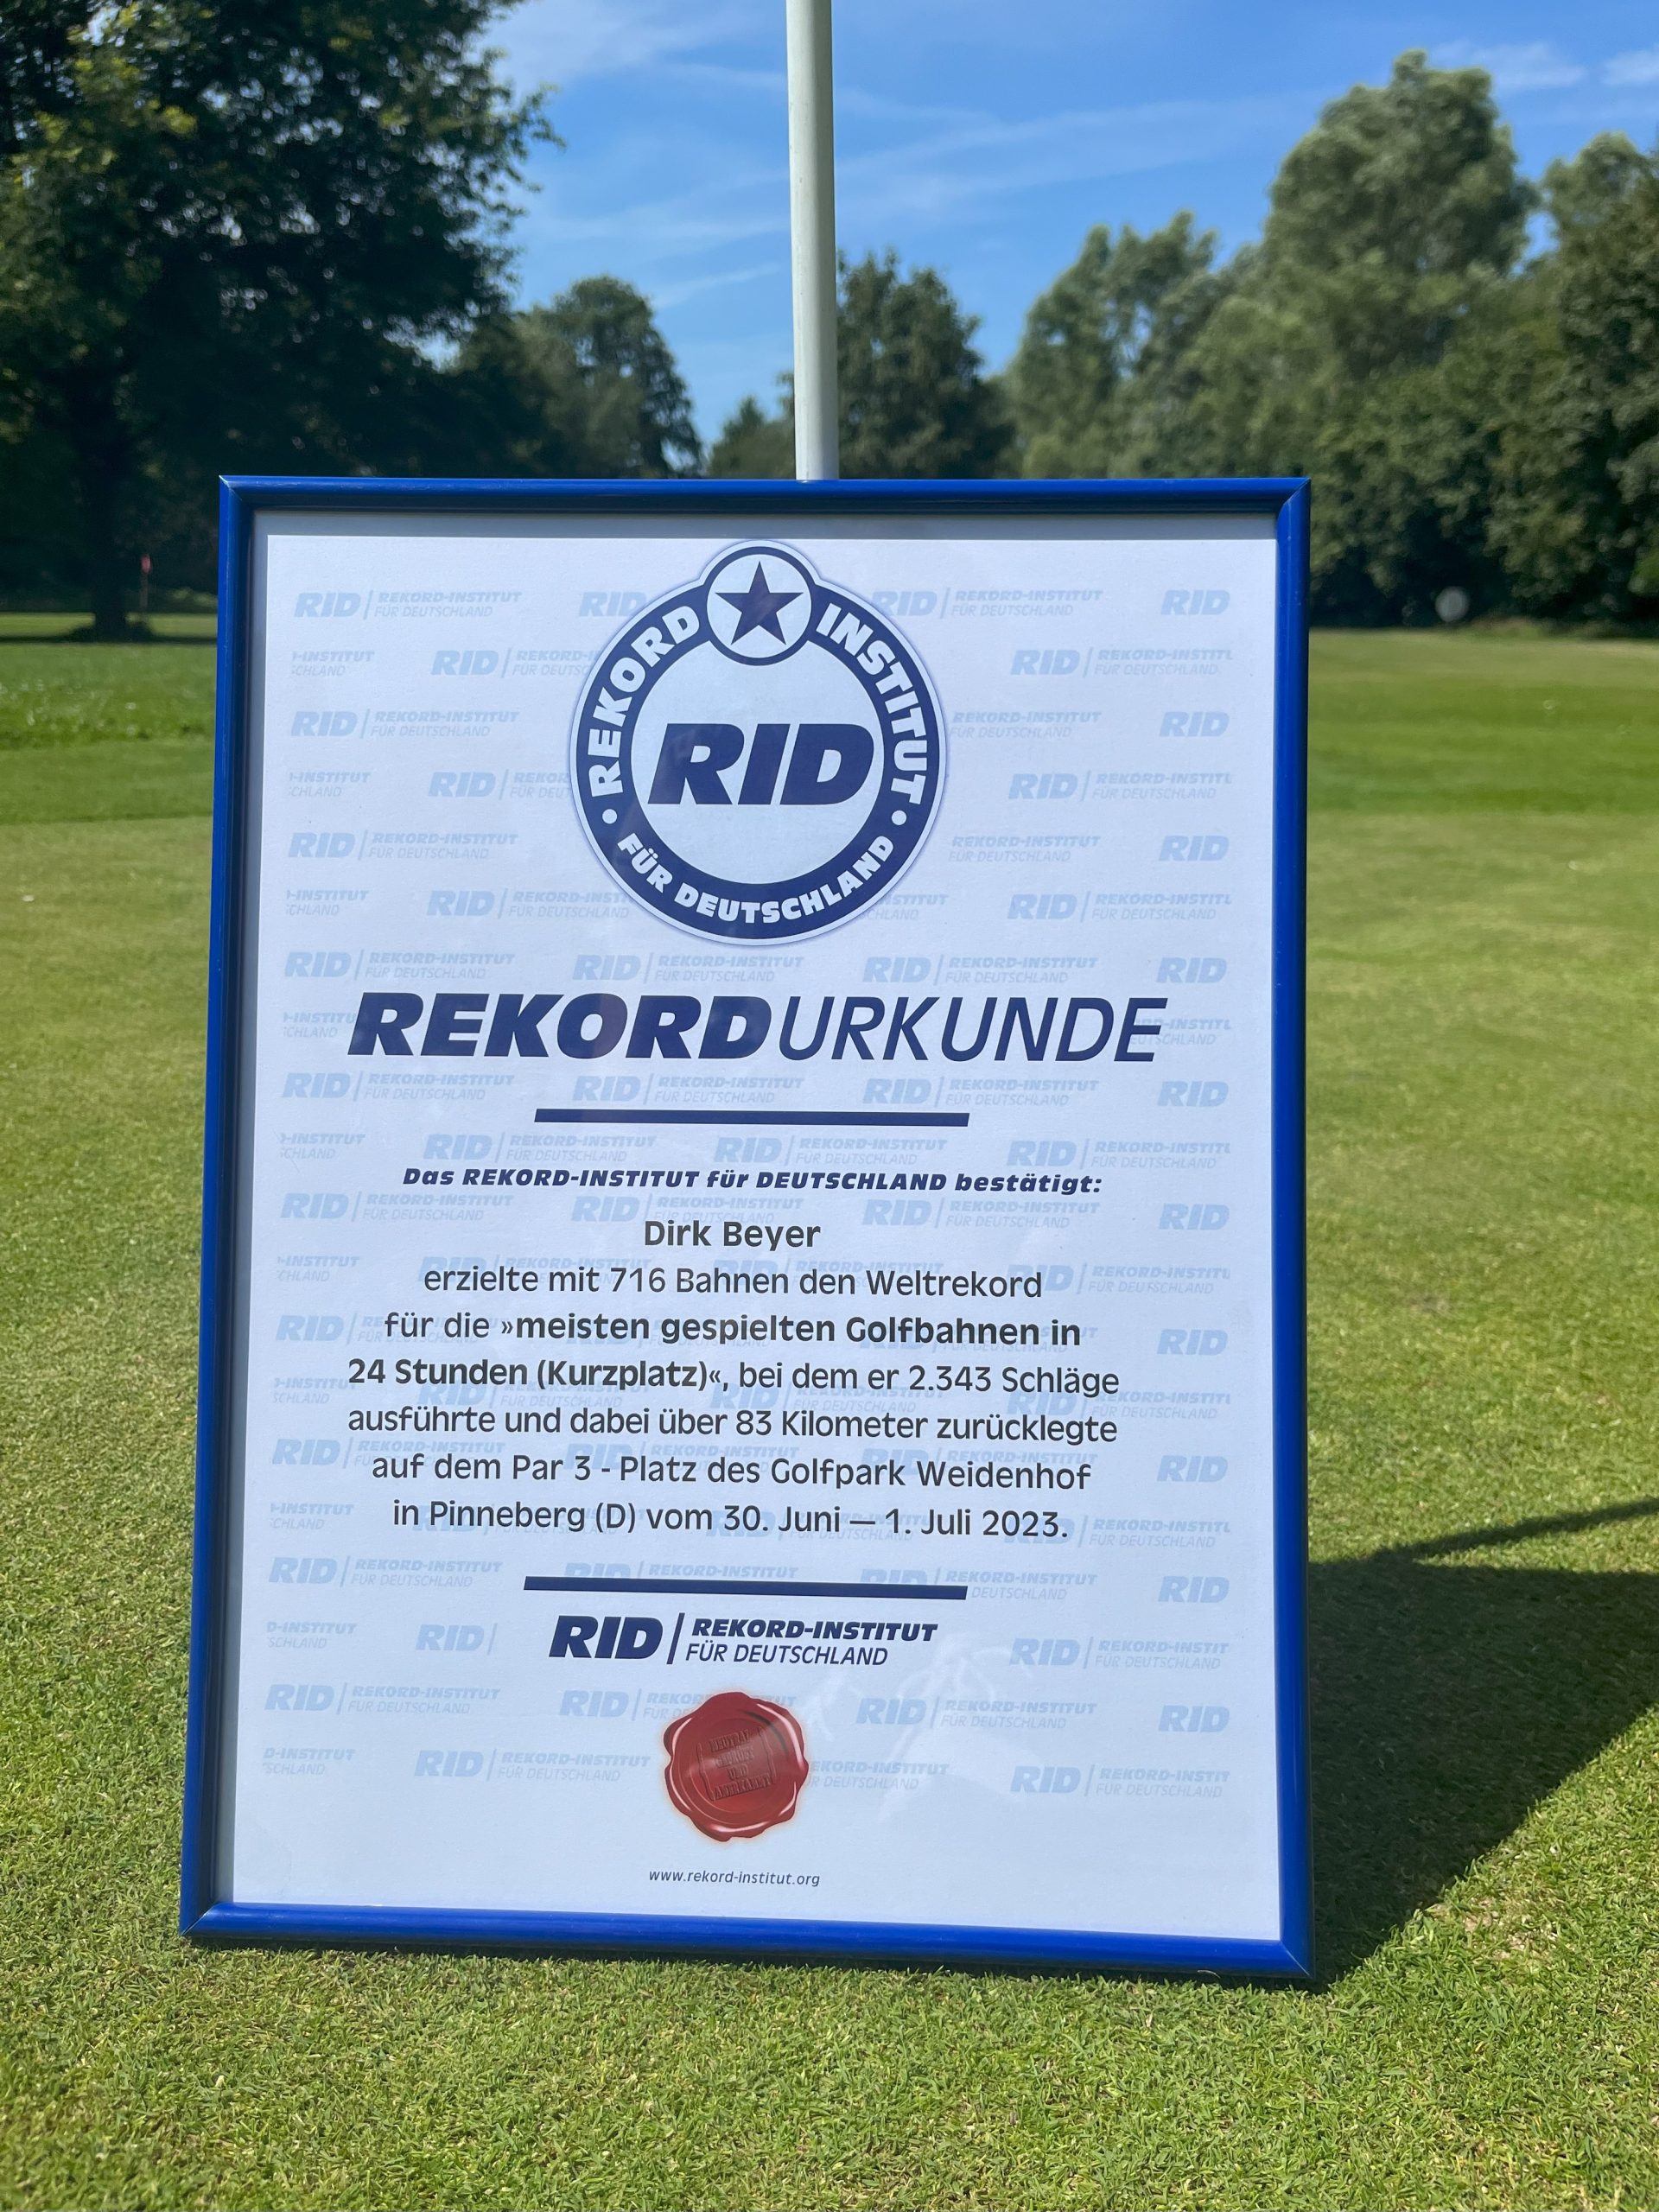 REKORD INSTITUT
RID
FÜR DEUTSCHLAND
REKORDURKUNDE
Das REKORD-INSTITUT für DEUTSCHLAND bestätigt:
Dirk Beyer
erzielte mit 716 Bahnen den Weltrekord
für die »meisten gespielten Golfbahnen in
24 Stunden (Kurzplatz)«, bei dem er 2.343 Schläge
ausführte und dabei über 83 Kilometer zurücklegte
auf dem Par 3 - Platz des Golfpark Weidenhof
in Pinneberg (D) vom 30. Juni — 1. Juli 2023.
RID | REKORD-INSTITUT
FÜR DEUTSCHLAND
www.rekord-institut.org